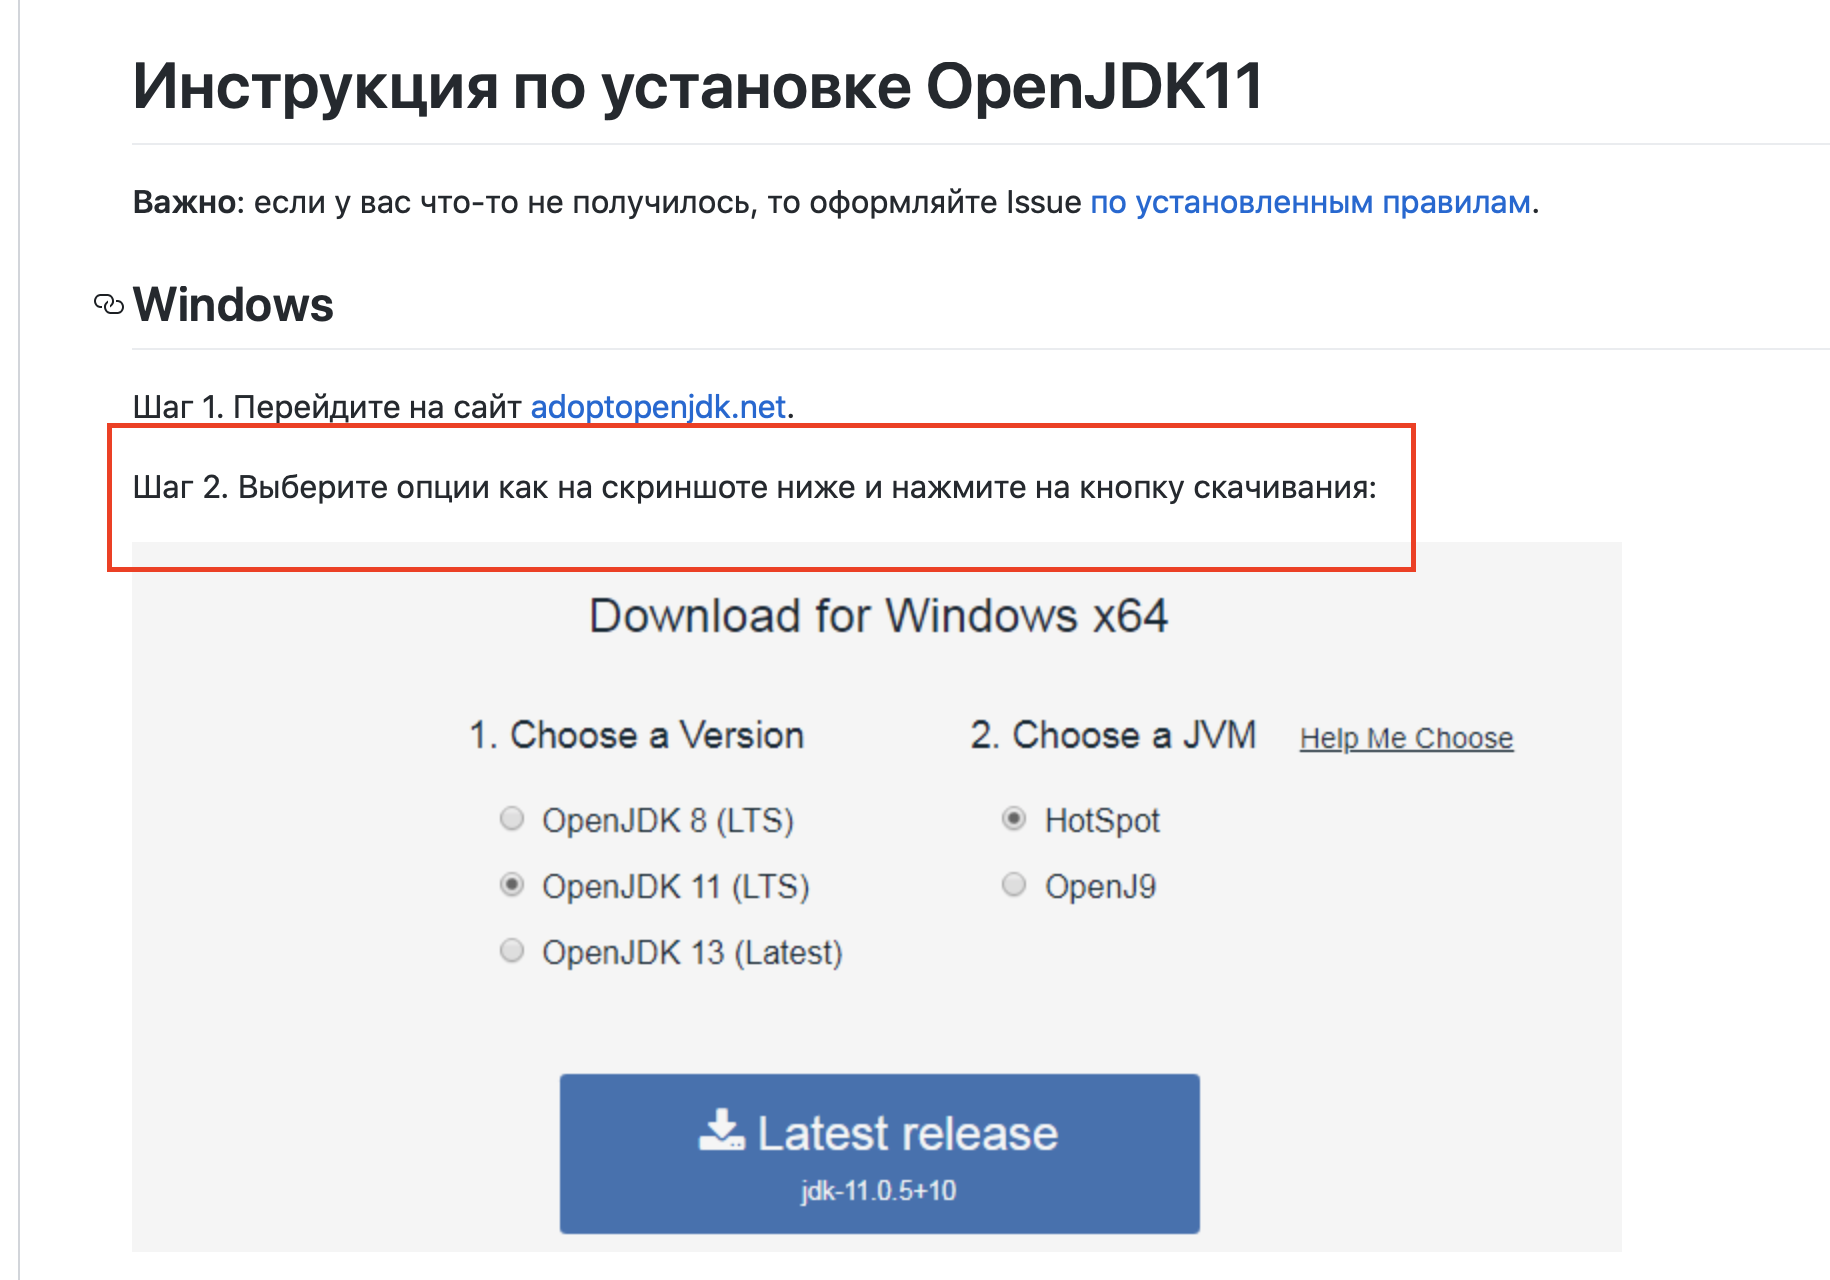 Инструкция по установке OpenJDK11
Важно: если у вас что-то не получилось, то оформляйте Issue по установленным правилам.
Windows
Шаг 1. Перейдите на сайт adoptopenjdk.net.
Шаг 2. Выберите опции как на скриншоте ниже и нажмите на кнопку скачивания:
Download for Windows x64
1. Choose a Version
OpenJDK 8 (LTS)
OpenJDK 11 (LTS)
OpenJDK 13 (Latest)
2. Choose a JVM Help Me Choose
HotSpot
OpenJ9
Latest release
jdk-11.0.5+10